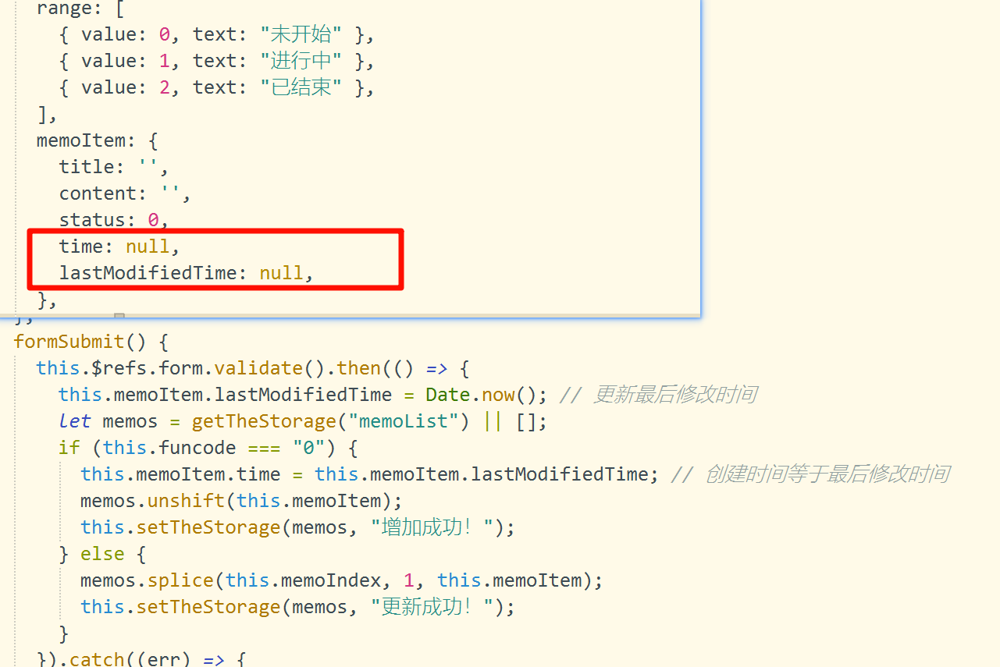 range: [
{ value: 0, text: "未开始" },
{ value: 1, text: "进行中" },
{ value: 2, text: "已结束" },
],
memoItem: {
title: '',
content: '',
status: 0,
time: null,
lastModifiedTime: null,
},
},
formSubmit() {
this.$refs.form.validate().then(() => {
this.memoItem.lastModifiedTime = Date.now(); // 更新最后修改时间
let memos = getTheStorage("memoList") || [];
if (this.funcode === "0") {
this.memoItem.time = this.memoItem.lastModifiedTime; // 创建时间等于最后修改时间
memos.unshift(this.memoItem);
this.setTheStorage(memos, "增加成功！");
} else {
memos.splice(this.memoIndex, 1, this.memoItem);
this.setTheStorage(memos, "更新成功！");
}
}).catch((err) => {